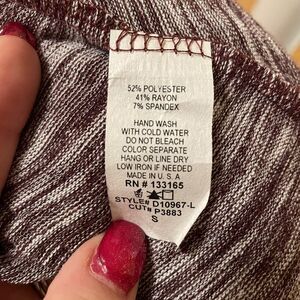 52% POLYESTER
41% RAYON
7% SPANDEX
HAND WASH
WITH COLD WATER
DO NOT BLEACH
COLOR SEPARATE
HANG OR LINE DRY
LOW IRON IF NEEDED
MADE IN U.S.A
RN # 133165
STYLE# D10967-L
CUT# P3883
S